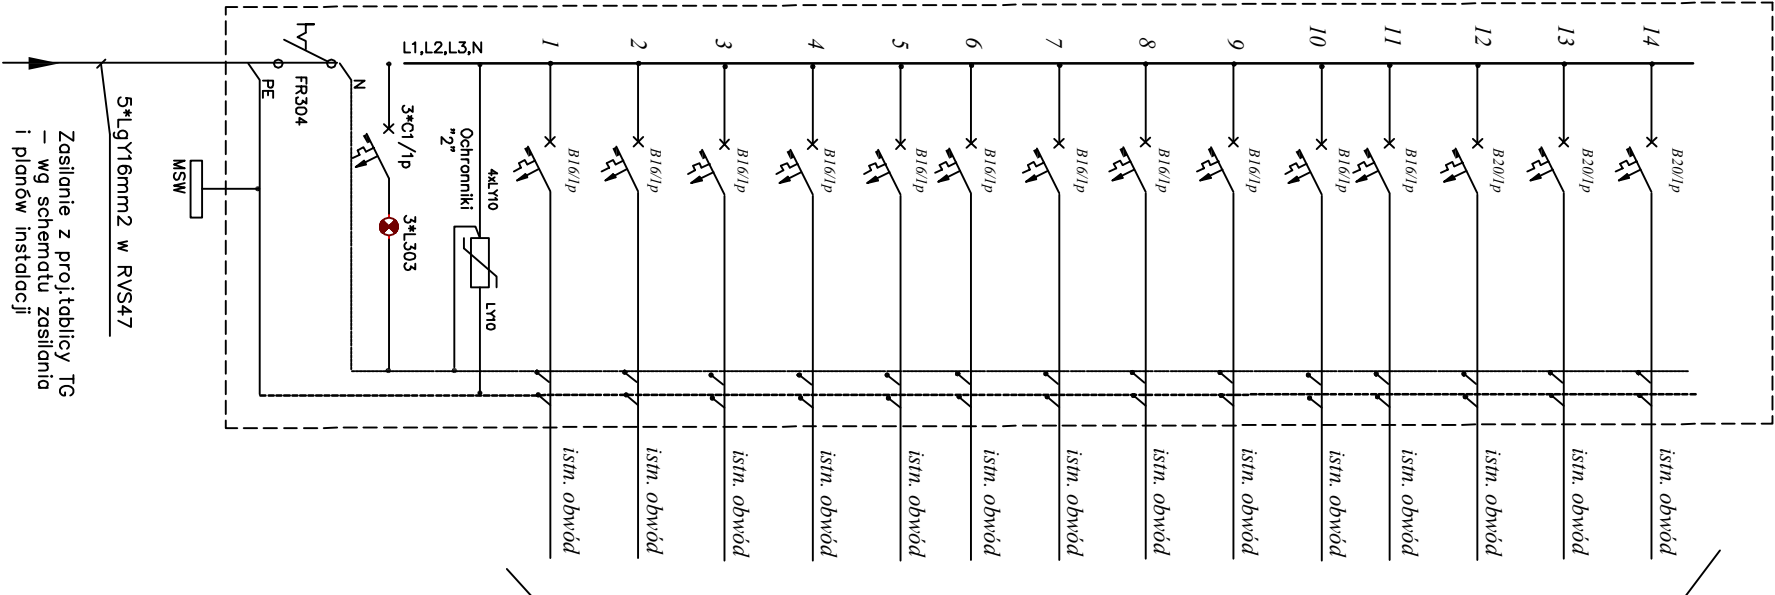 L1,L2,L3,N
1
2
3
4
5
6
7
8
9
10
11
12
13
14
N
PE
FR304
3*C1/1p
3*L303
Ochronniki
"2"
4xLY10
LY10
MSW
5*LgY16mm2 w RVS47
Zasilanie z proj.tablicy TG
– wg schematu zasilania
i planów instalacji
B16/1p
B16/1p
B16/1p
B16/1p
B16/1p
B16/1p
B16/1p
B16/1p
B16/1p
B16/1p
B16/1p
B20/1p
B20/1p
B20/1p
istn. obwód
istn. obwód
istn. obwód
istn. obwód
istn. obwód
istn. obwód
istn. obwód
istn. obwód
istn. obwód
istn. obwód
istn. obwód
istn. obwód
istn. obwód
istn. obwód